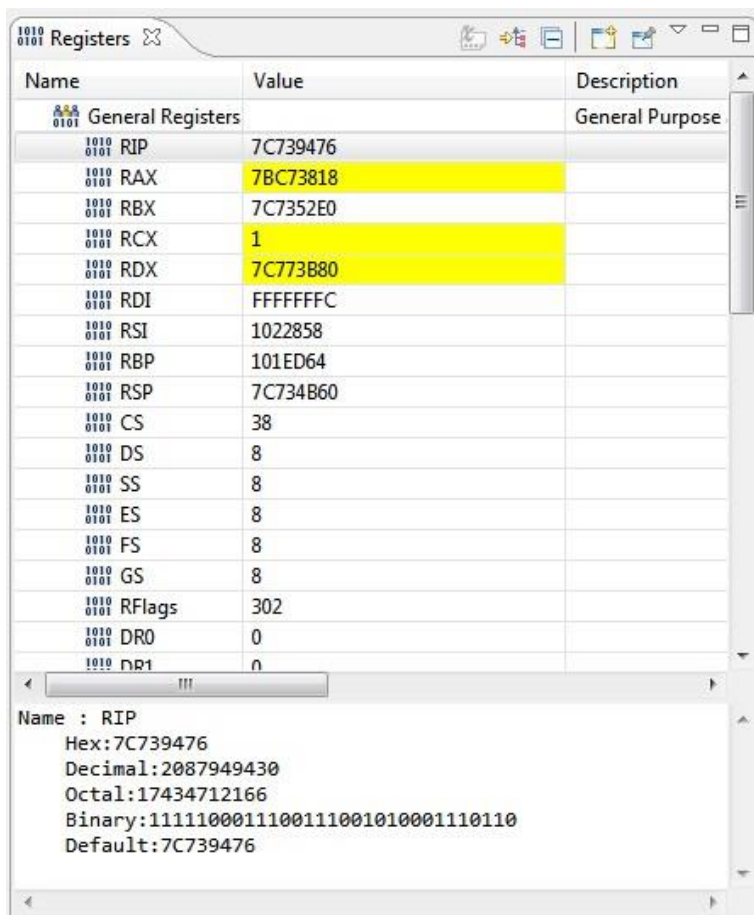 Registers
Name Value Description
General Registers General Purpose
RIP 7C739476
RAX 7BC73818
RBX 7C7352E0
RCX 1
RDX 7C773B80
RDI FFFFFFFC
RSI 1022858
RBP 101ED64
RSP 7C734B60
CS 38
DS 8
SS 8
ES 8
FS 8
GS 8
RFlags 302
DR0 0
DR1 0
Name : RIP
Hex:7C739476
Decimal:2087949430
Octal:17434712166
Binary:1111100011100111001010001110110
Default:7C739476